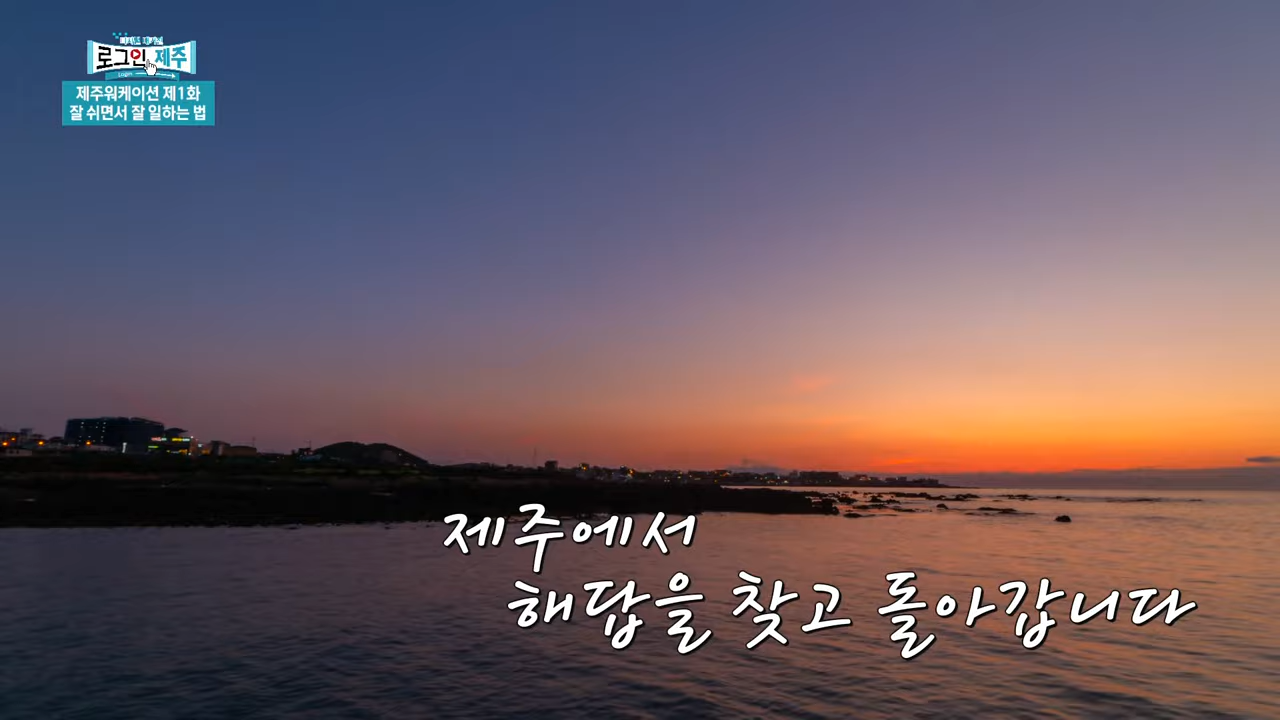 로그인 제주
Login
제주워케이션 제1화
잘 쉬면서 잘 일하는 법
제주에서
해답을 찾고 돌아갑니다